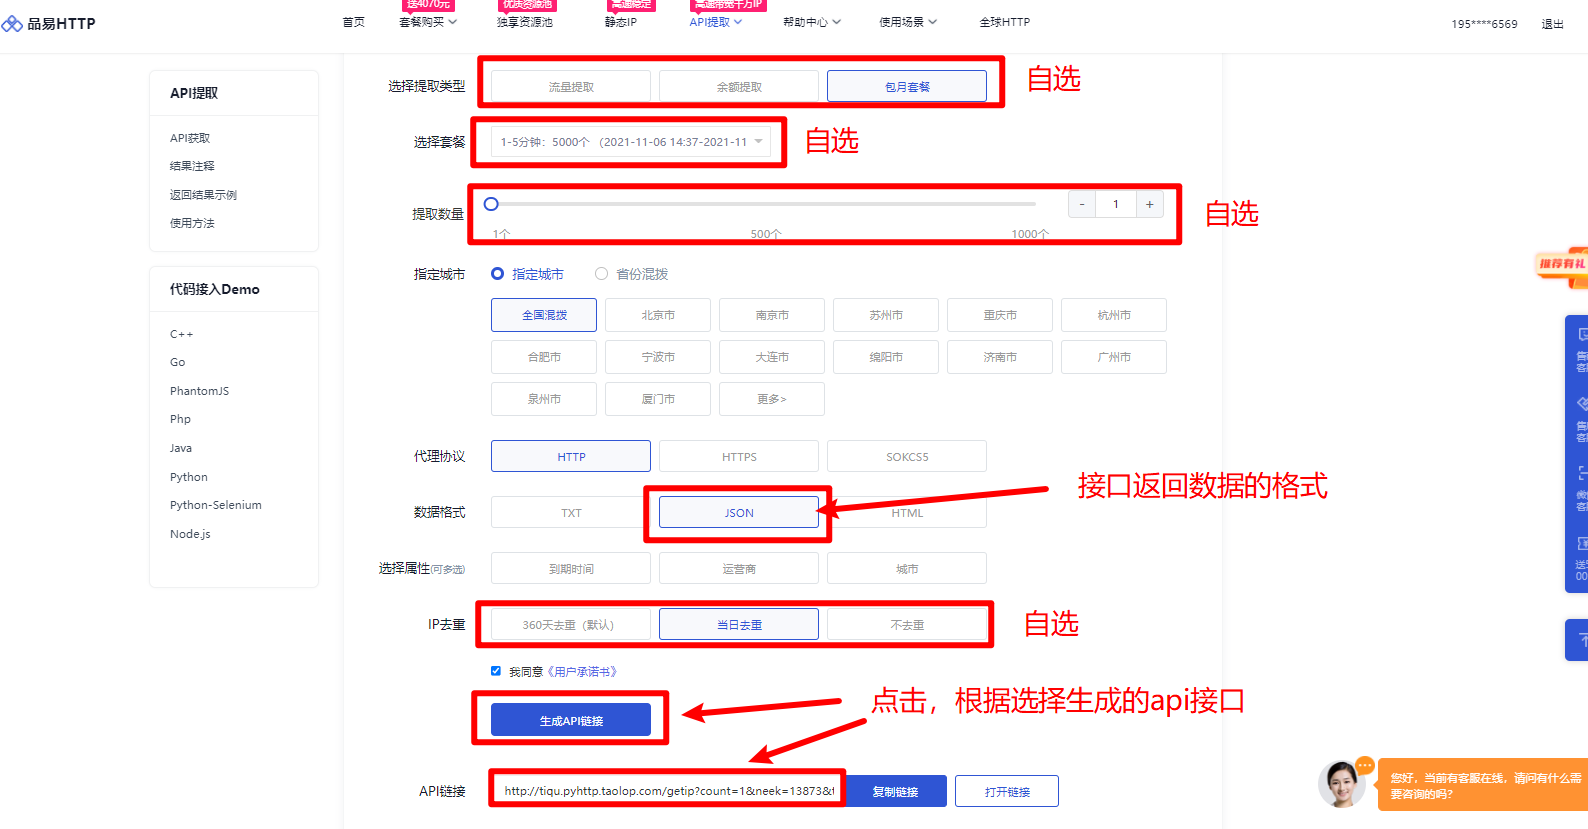 品易HTTP
首页
送4070元
套餐购买
优质资源池
独享资源池
高速稳定
静态IP
高速带宽千万IP
API提取
帮助中心
使用场景
全球HTTP
195****6569
退出
API提取
API获取
结果注释
返回结果示例
使用方法
代码接入Demo
C++
Go
PhantomJS
Php
Java
Python
Python-Selenium
Node.js
选择提取类型
流量提取
余额提取
包月套餐
自选
选择套餐
1-5分钟：5000个 （2021-11-06 14:37-2021-11
自选
提取数量
- 1 +
1个
500个
1000个
自选
指定城市
指定城市
省份混拨
全国混拨
北京市
南京市
苏州市
重庆市
杭州市
合肥市
宁波市
大连市
绵阳市
济南市
广州市
泉州市
厦门市
更多>
代理协议
HTTP
HTTPS
SOKCS5
数据格式
TXT
JSON
HTML
接口返回数据的格式
选择属性(可多选)
到期时间
运营商
城市
IP去重
360天去重（默认）
当日去重
不去重
自选
我同意《用户承诺书》
生成API链接
点击，根据选择生成的api接口
API链接
http://tiqu.pyhttp.taolop.com/getip?count=1&neek=13873&t
复制链接
打开链接
推荐有礼
您好，当前有客服在线，请问有什么需
要咨询的吗?